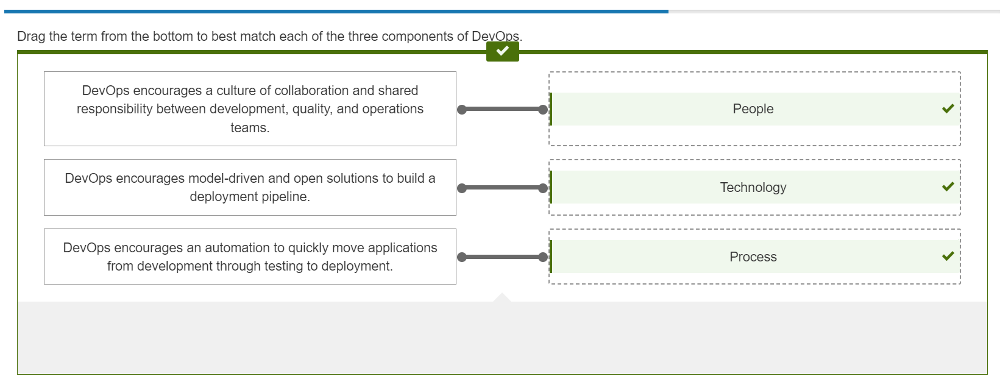 Drag the term from the bottom to best match each of the three components of DevOps.
DevOps encourages a culture of collaboration and shared
responsibility between development, quality, and operations
teams.
People
DevOps encourages model-driven and open solutions to build a
deployment pipeline.
Technology
DevOps encourages an automation to quickly move applications
from development through testing to deployment.
Process